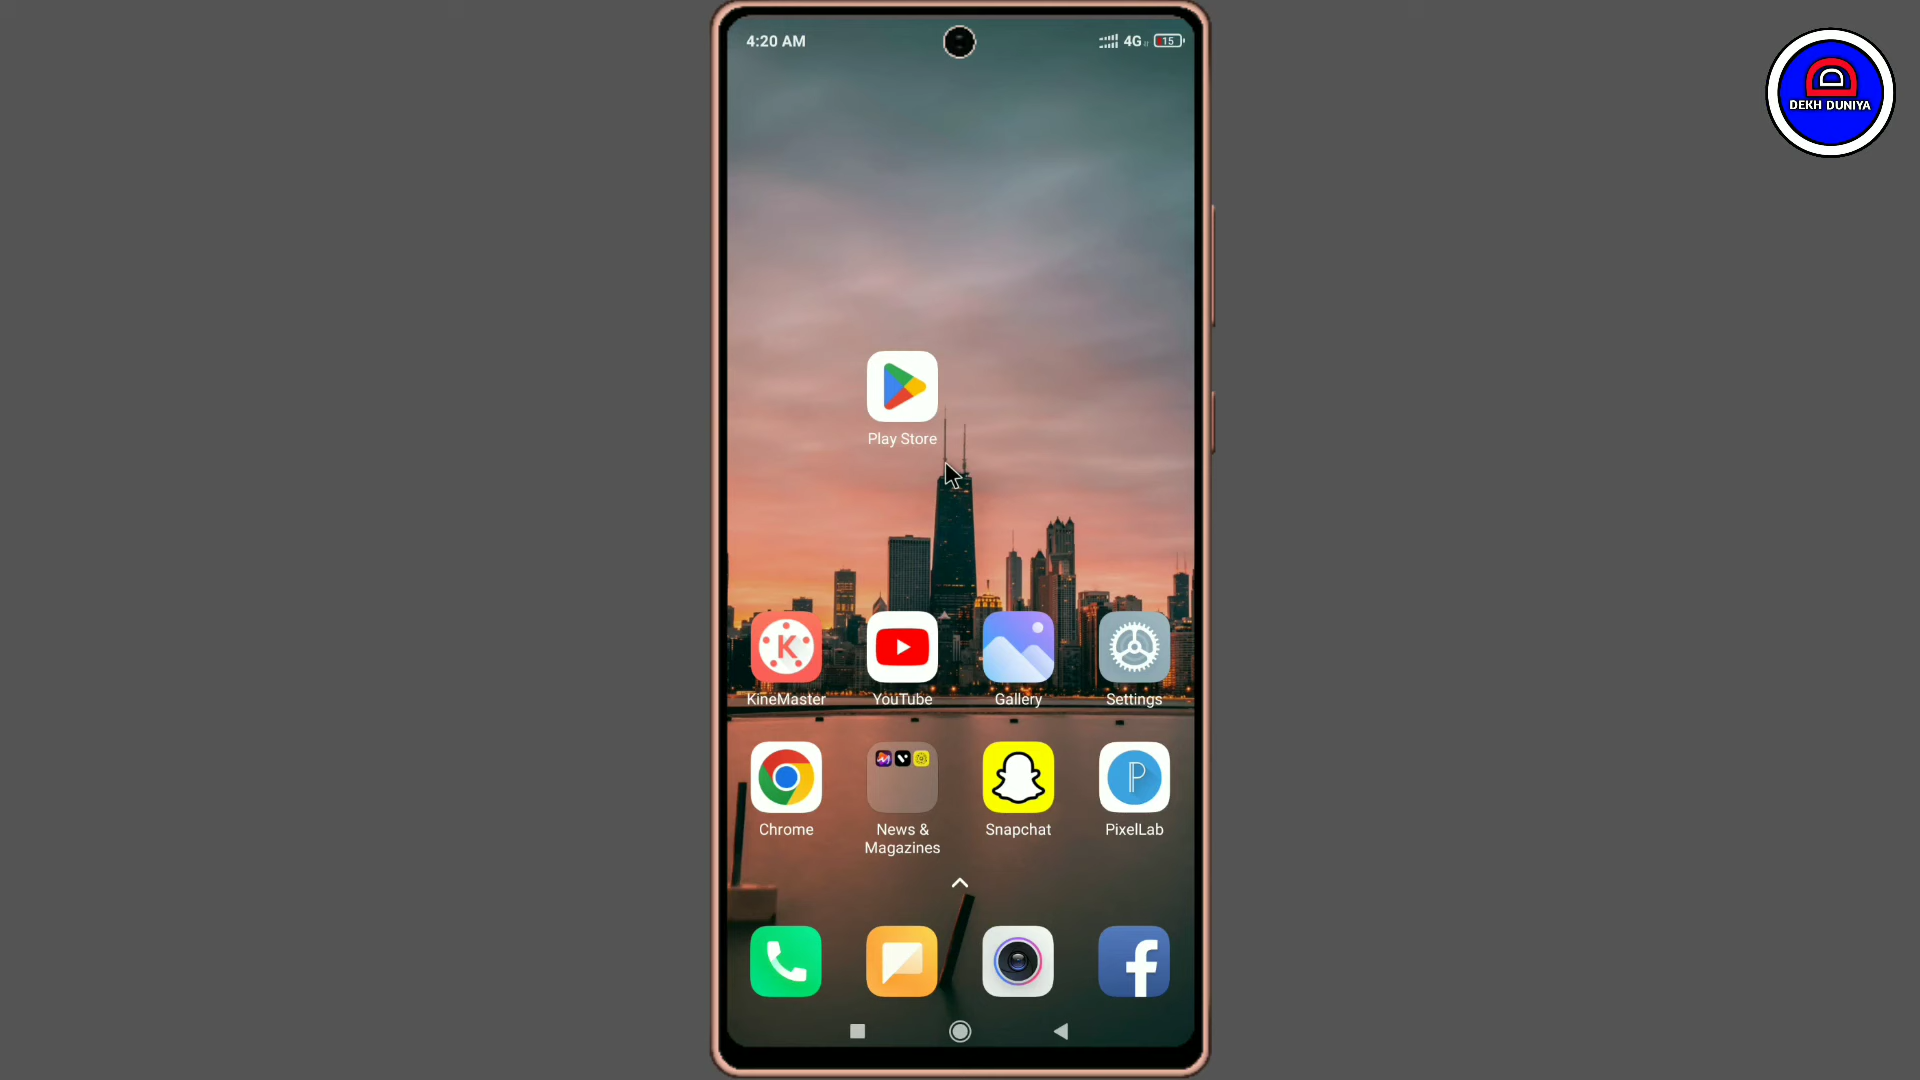 4:20 AM
4G
15
D
DEKH DUNIYA
Play Store
K
KineMaster
YouTube
Gallery
Settings
P
Chrome
News &
Magazines
Snapchat
PixelLab
f